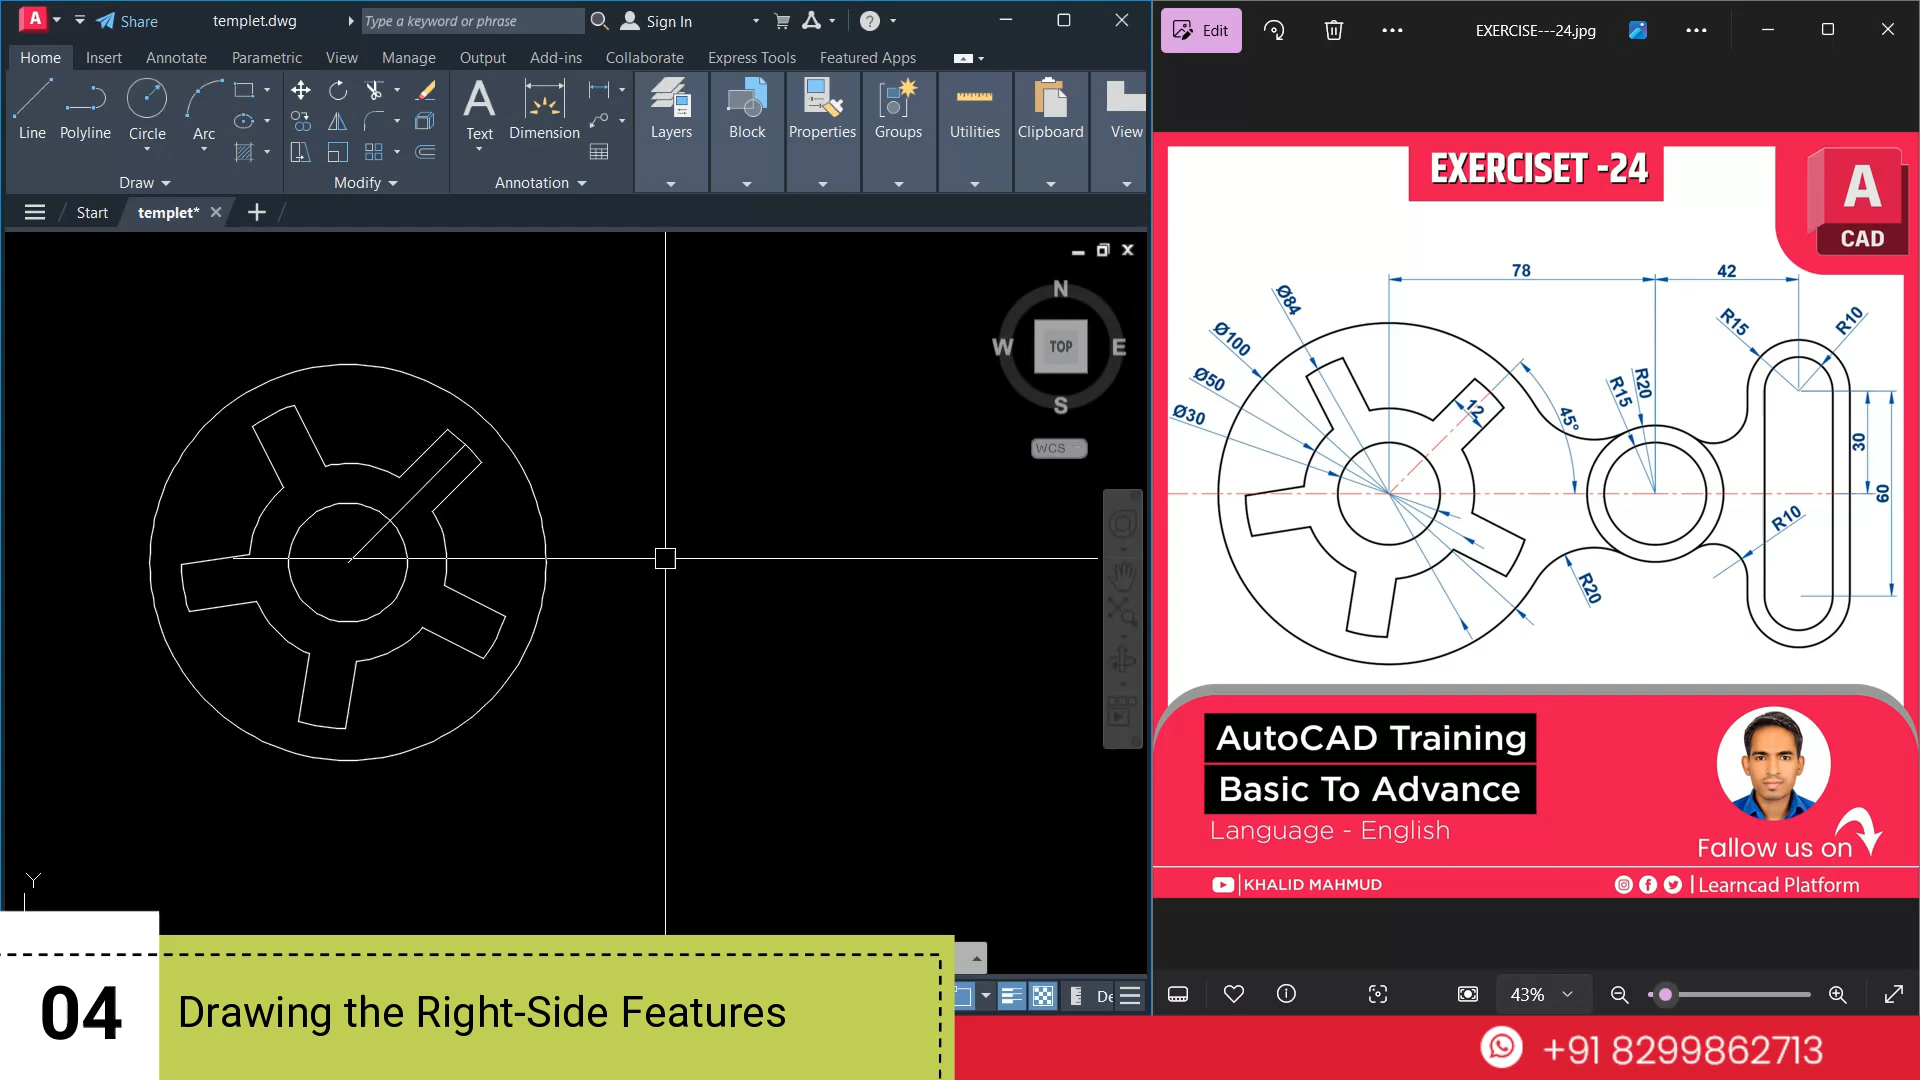 A
Share
templet.dwg
Type a keyword or phrase
Sign In
?
Home
Insert
Annotate
Parametric
View
Manage
Output
Add-ins
Collaborate
Express Tools
Featured Apps
Line
Polyline
Circle
Arc
Text
Dimension
Layers
Block
Properties
Groups
Utilities
Clipboard
View
Draw
Modify
Annotation
Start
templet*
N
W
TOP
E
S
WCS
Y
De
04
Drawing the Right-Side Features
Edit
EXERCISE---24.jpg
EXERCISET -24
A
CAD
78
42
Ø84
Ø100
Ø50
Ø30
12
45°
R15
R20
R15
R10
30
60
R10
R20
AutoCAD Training
Basic To Advance
Language - English
Fallow us on
KHALID MAHMUD
Learncad Platform
43%
+91 8299862713